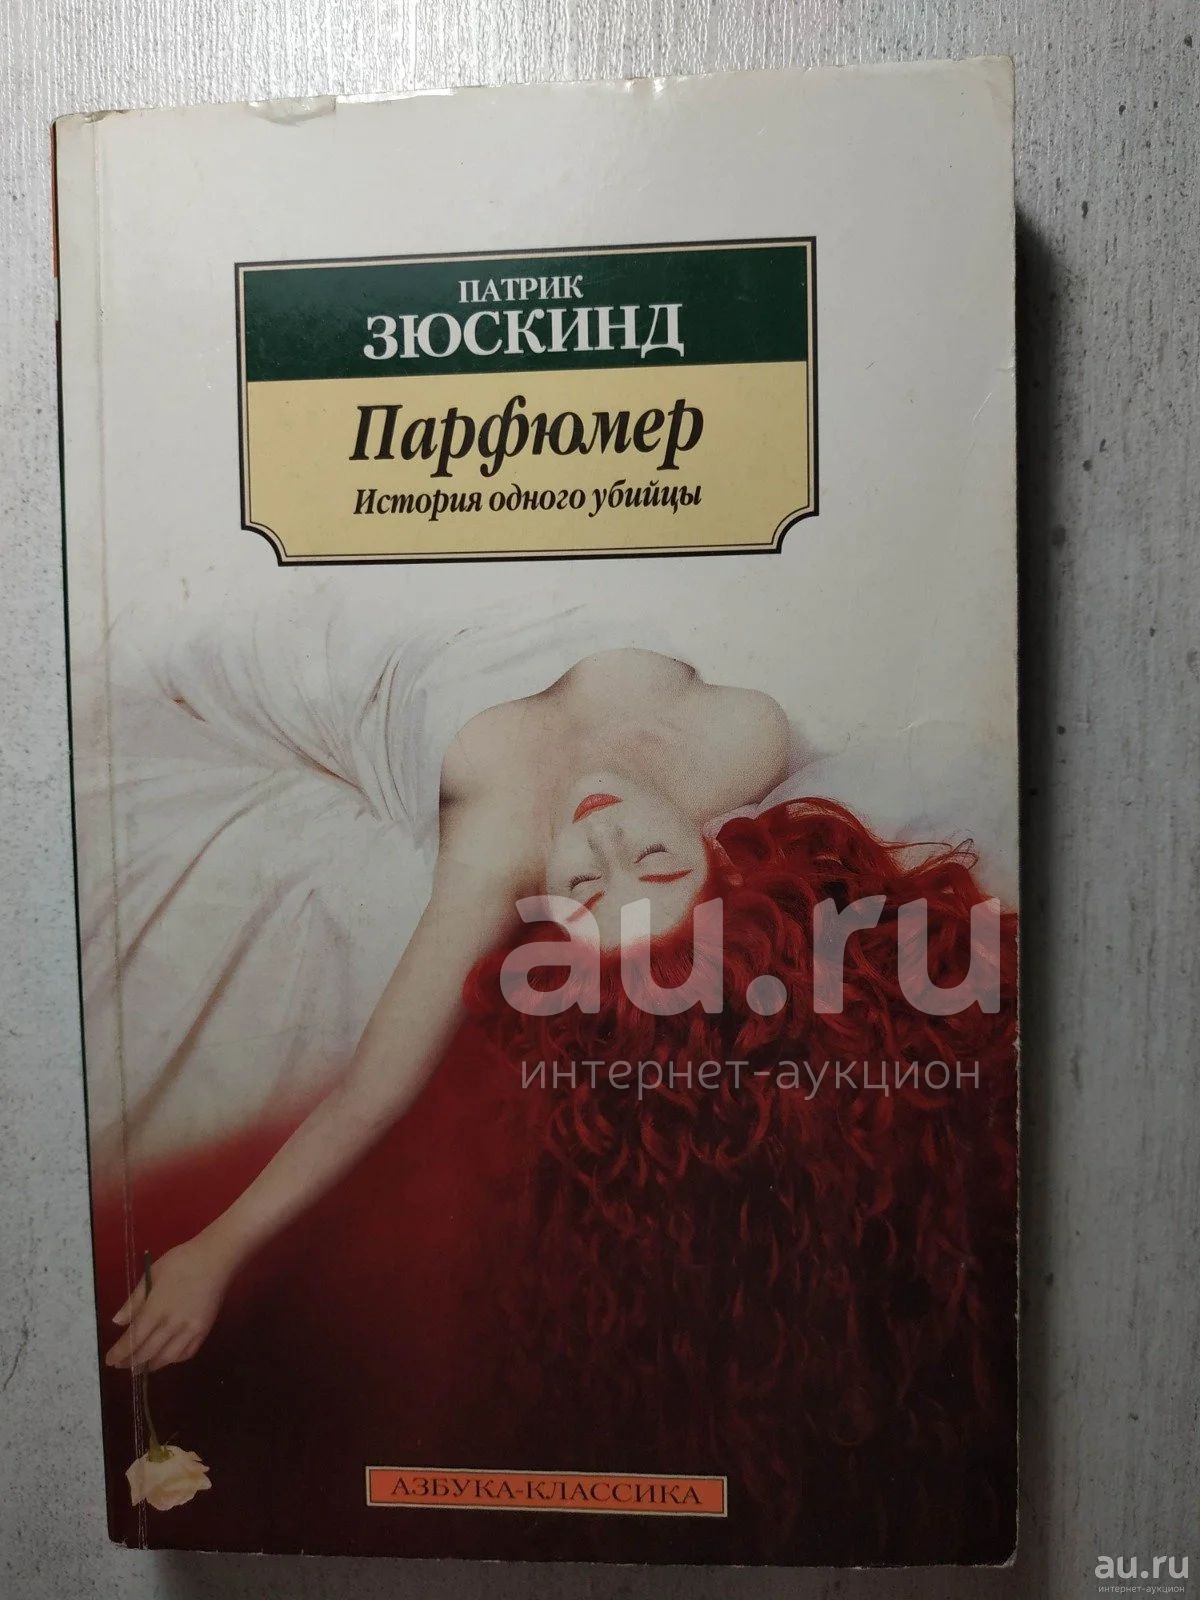 ПАТРИК
ЗЮСКИНД
Парфюмер
История одного убийцы
au.ru
интернет-аукцион
АЗБУКА-КЛАССИКА
au.ru
интернет-аукцион